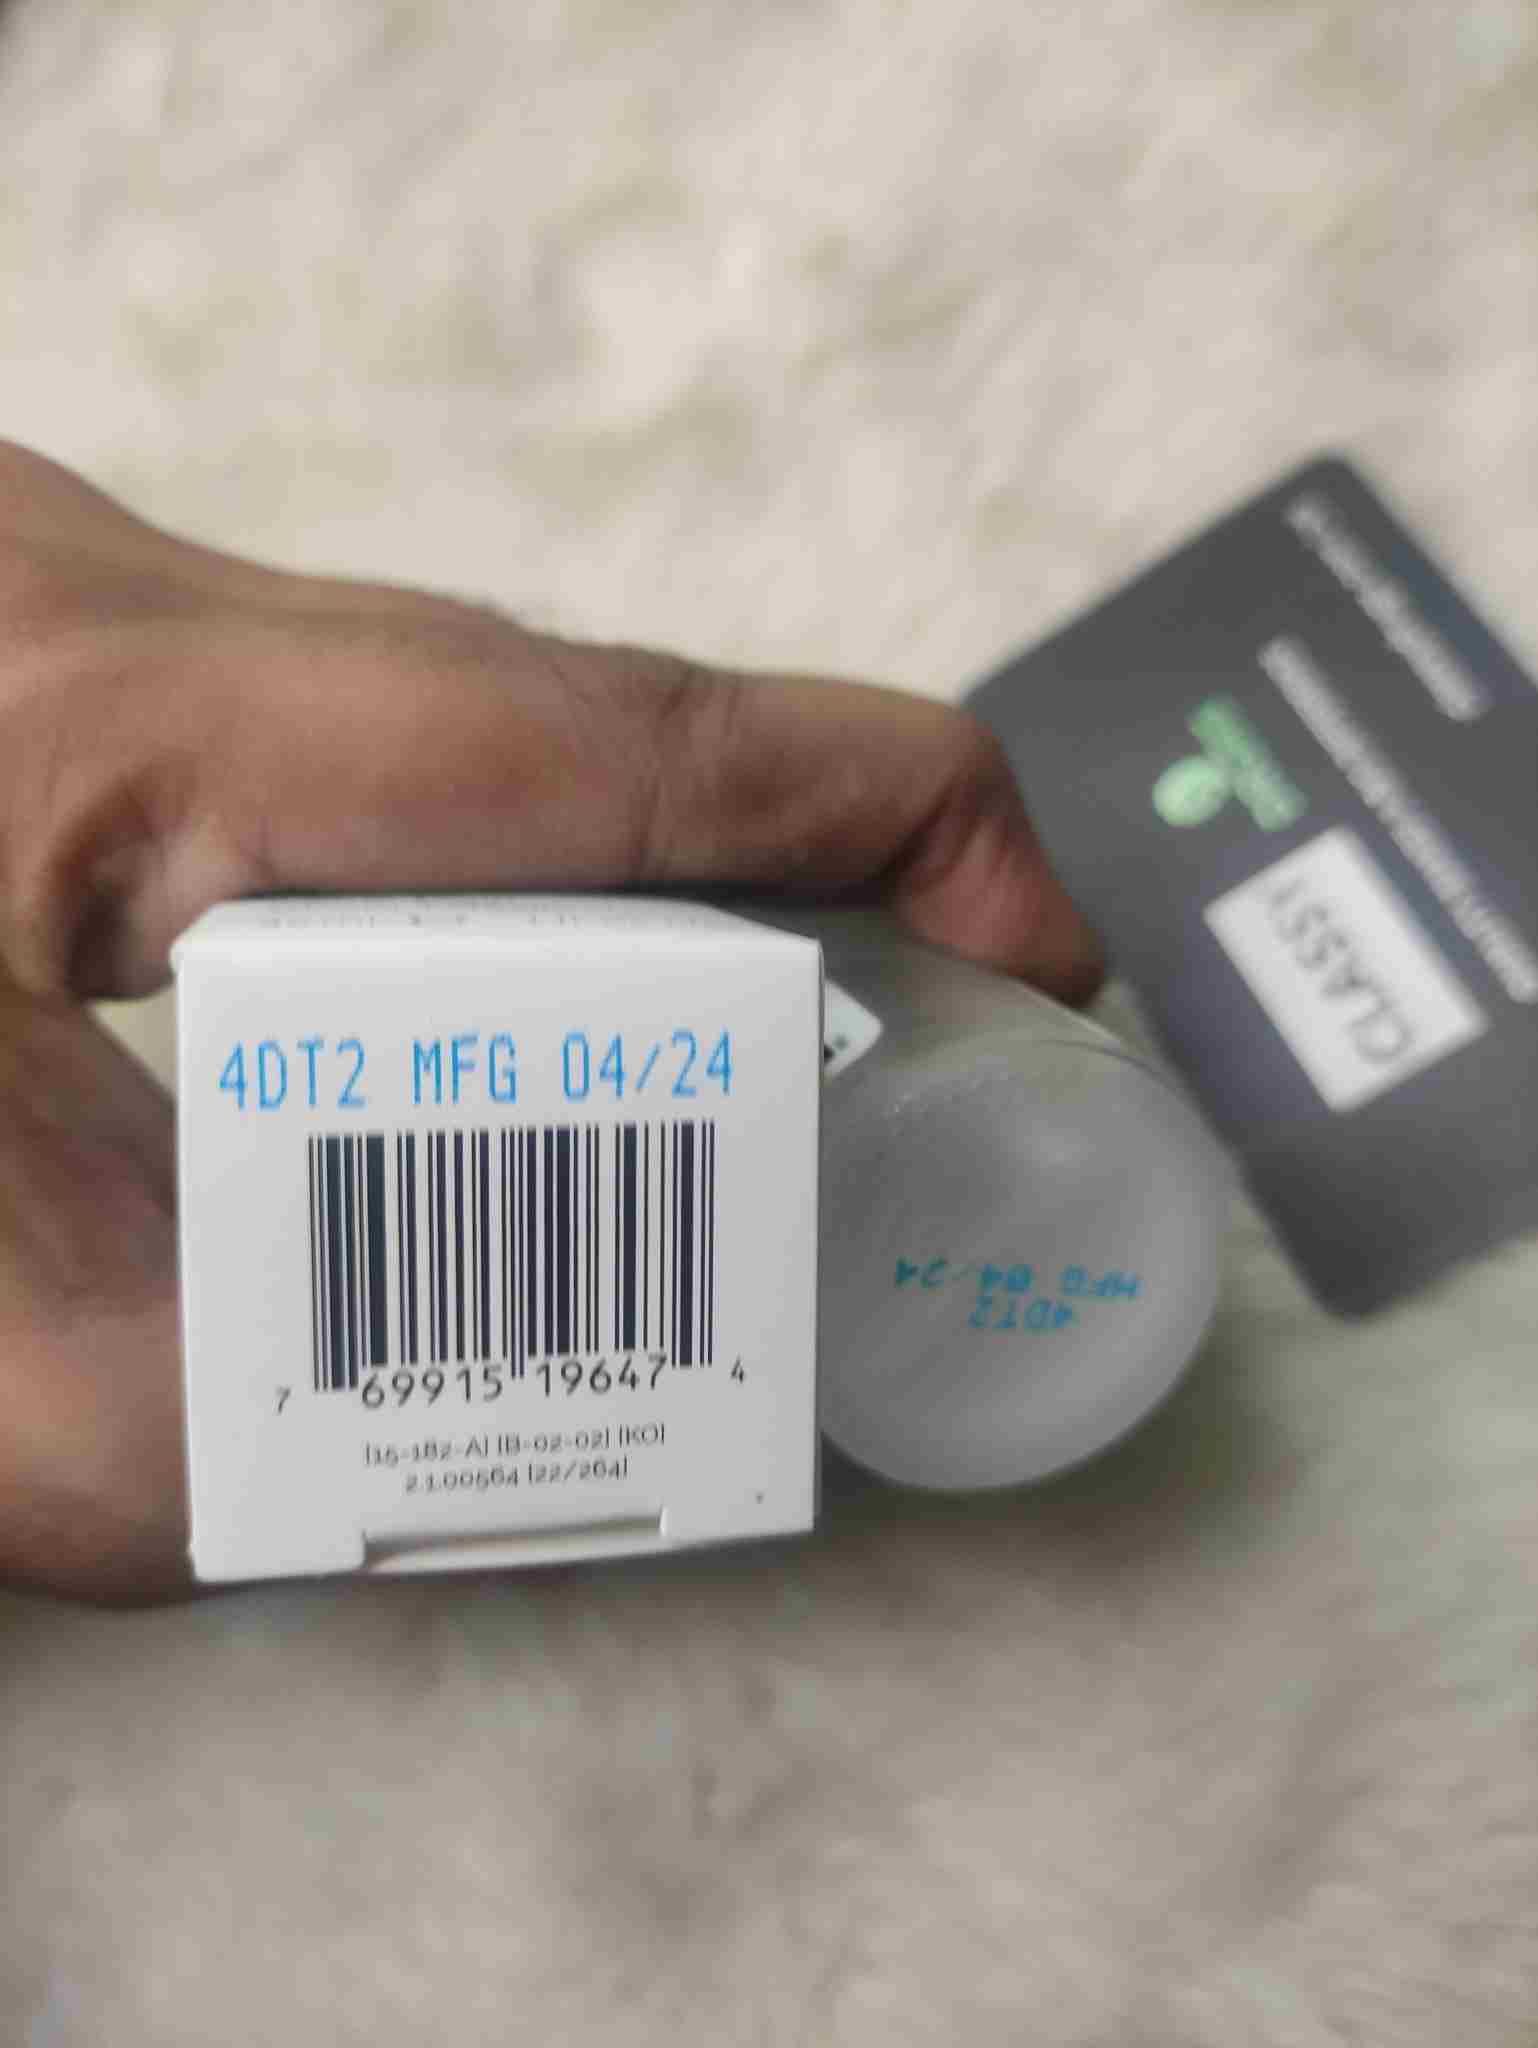 4DT2 MFG 04/24
7 69915 19647 4
[15-182-A] [B-02-02] [KO]
2.1.00564 [22/264]
4DT2
MFG 04/24
CLASSY